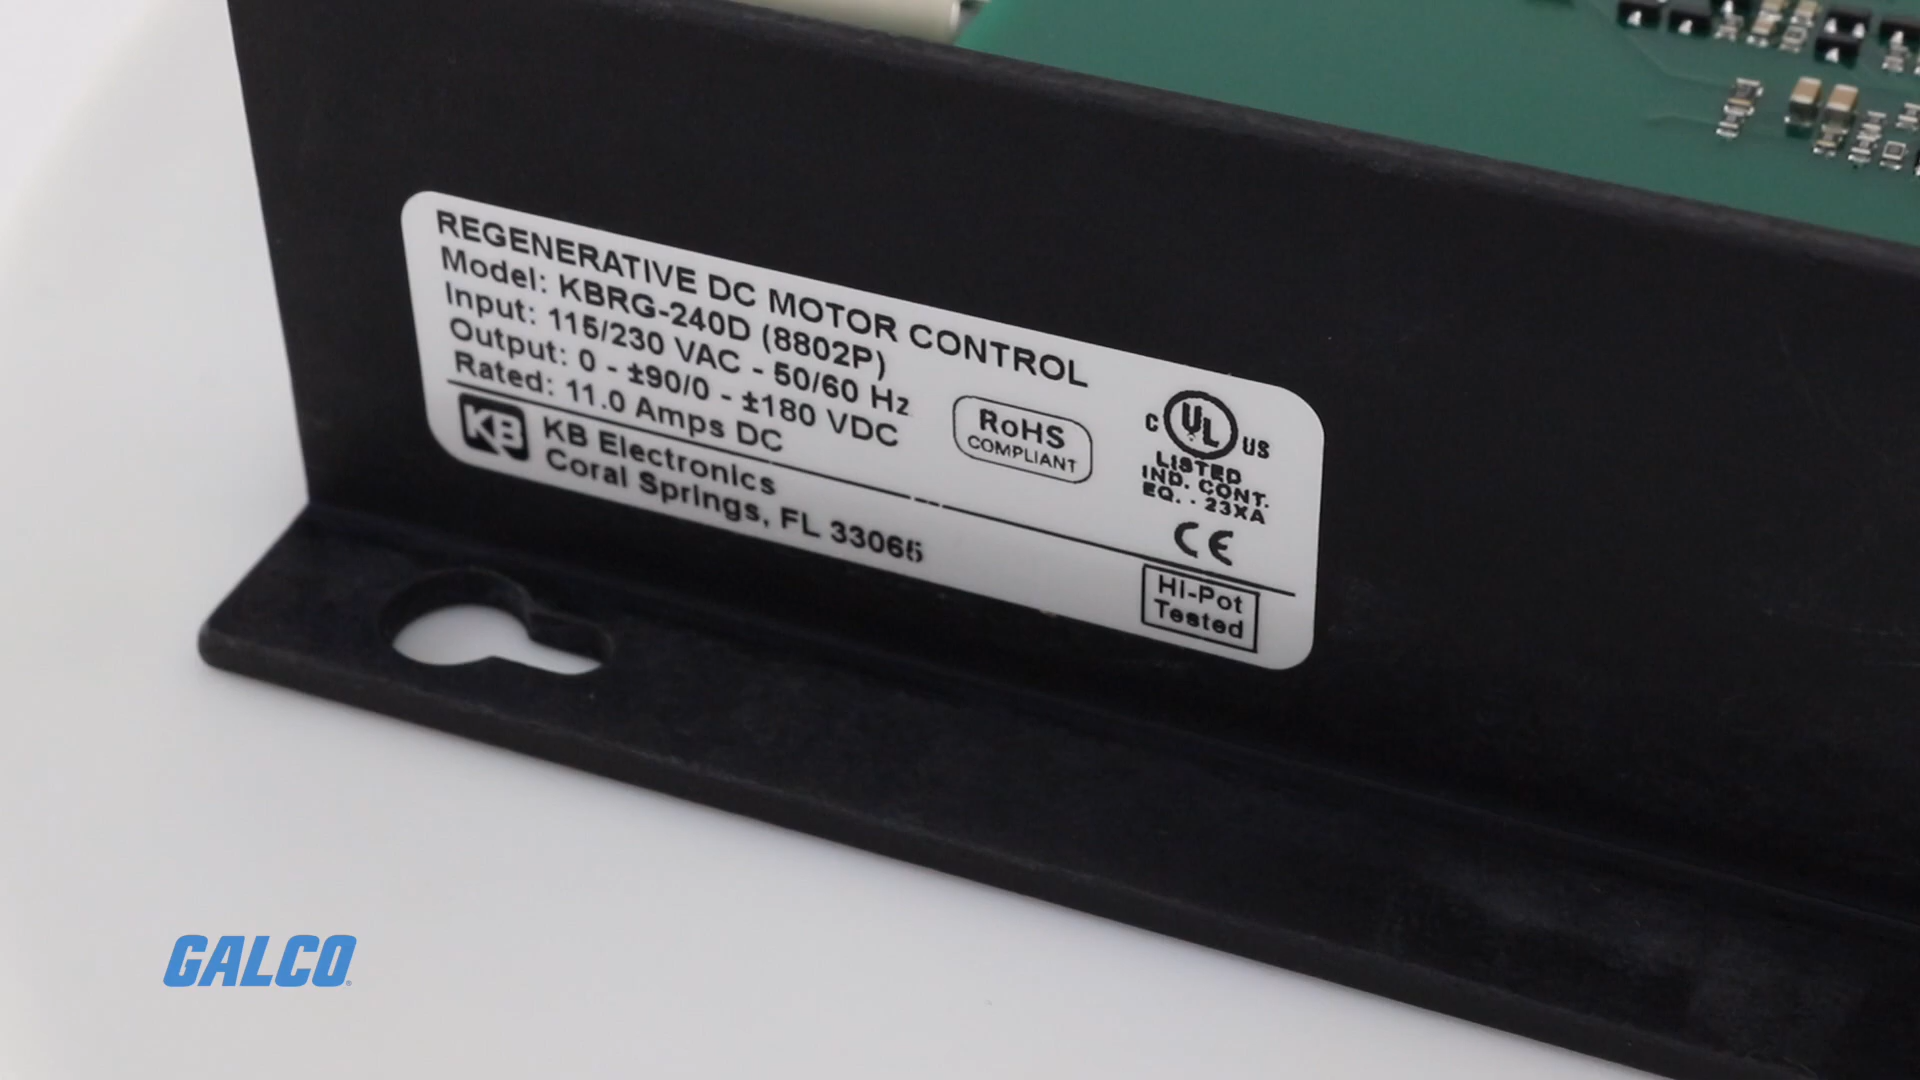 REGENERATIVE DC MOTOR CONTROL
Model: KBRG-240D (8802P)
Input: 115/230 VAC - 50/60 Hz
Output: 0 - ±90/0 - ±180 VDC
Rated: 11.0 Amps DC
RoHS
COMPLIANT
C UL US
LISTED
IND. CONT.
EQ. - 23XA
CE
KB
KB Electronics
Coral Springs, FL 33065
HI-Pot
Tested
GALCO